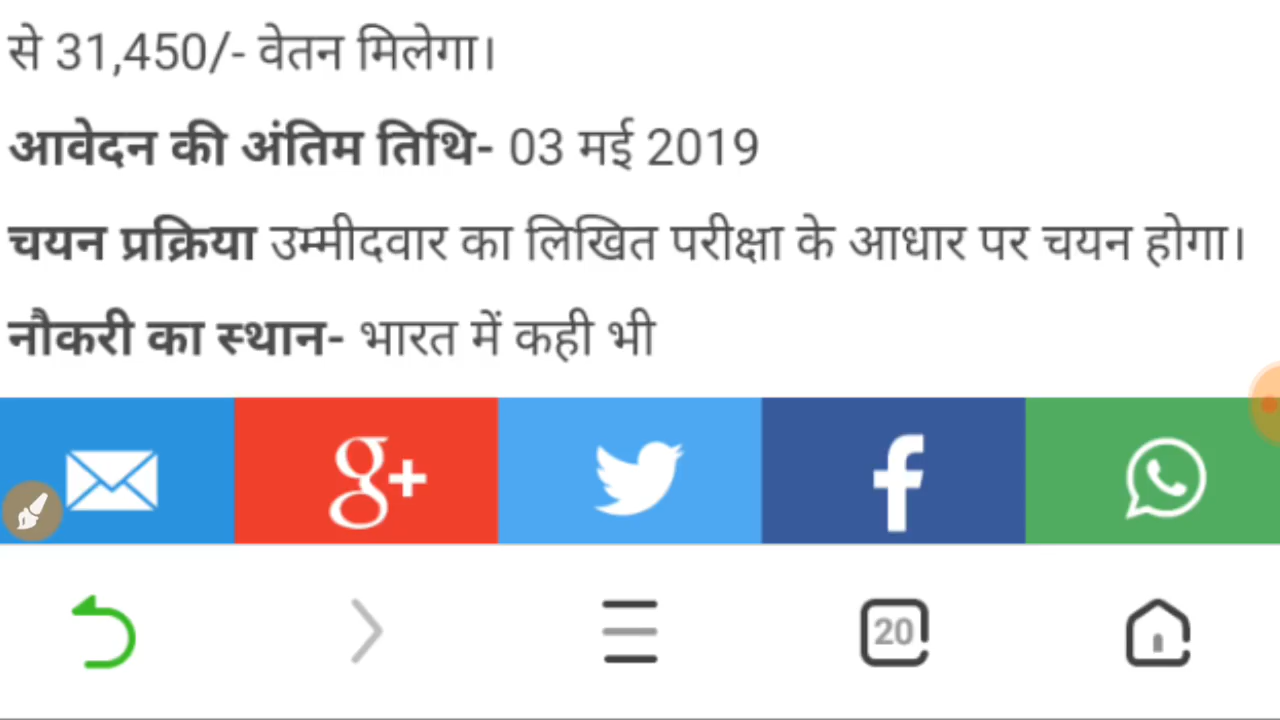 से 31,450/- वेतन मिलेगा।
आवेदन की अंतिम तिथि- 03 मई 2019
चयन प्रक्रिया उम्मीदवार का लिखित परीक्षा के आधार पर चयन होगा।
नौकरी का स्थान- भारत में कही भी
g+
20